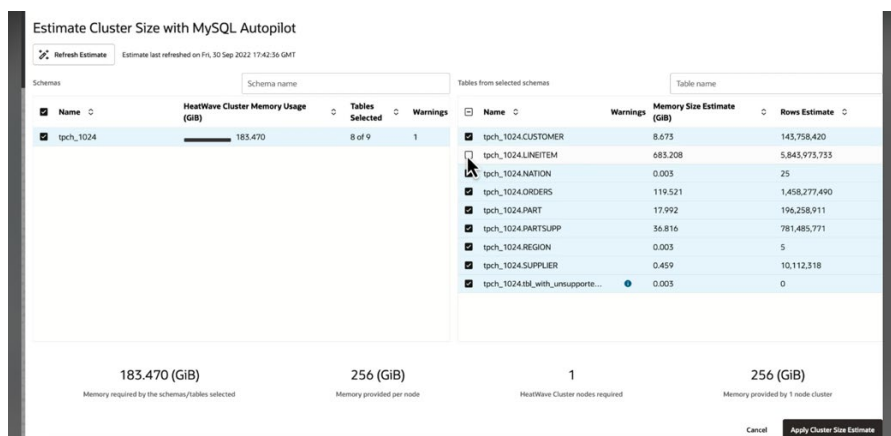 Estimate Cluster Size with MySQL Autopilot
Refresh Estimate Estimate last refreshed on Fri, 30 Sep 2022 17:42:36 GMT
Schemas Schema name Tables from selected schemas Table name
Name HeatWave Cluster Memory Usage (GiB) Tables Selected Warnings Name Warnings Memory Size Estimate (GiB) Rows Estimate
tpch_1024 183.470 8 of 9 1 tpch_1024.CUSTOMER 8.673 143,758,420
tpch_1024.LINEITEM 683.208 5,843,973,733
tpch_1024.NATION 0.003 25
tpch_1024.ORDERS 119.521 1,458,277,490
tpch_1024.PART 17.992 196,258,911
tpch_1024.PARTSUPP 36.816 781,485,771
tpch_1024.REGION 0.003 5
tpch_1024.SUPPLIER 0.459 10,112,318
tpch_1024.tbl_with_unsupporte... 0.003 0
183.470 (GiB) 256 (GiB) 1 256 (GiB)
Memory required by the schemas/tables selected Memory provided per node HeatWave Cluster nodes required Memory provided by 1 node cluster
Cancel Apply Cluster Size Estimate